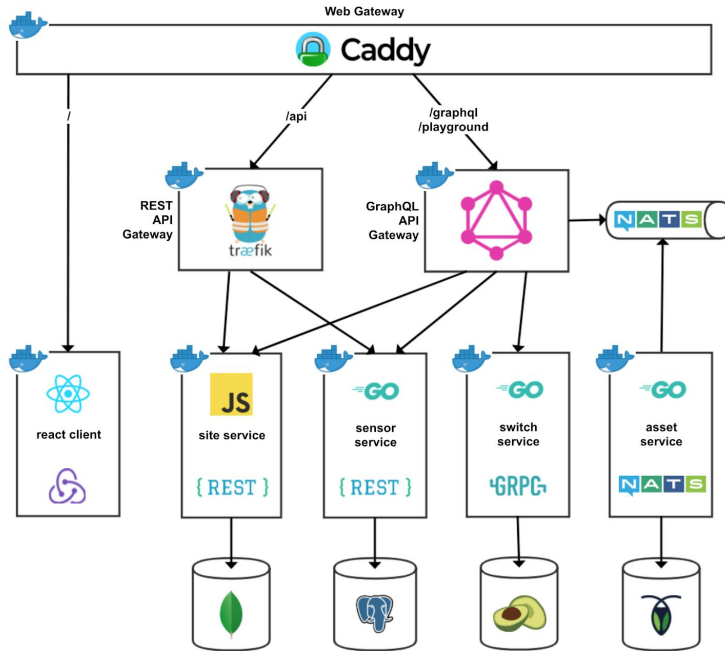 Web Gateway
Caddy
/
/api
/graphql
/playground
REST
API
Gateway
træfik
GraphQL
API
Gateway
NATS
JS
GO
GO
GO
react client
site service
sensor
service
switch
service
asset
service
{ REST }
{ REST }
GRPC
NATS